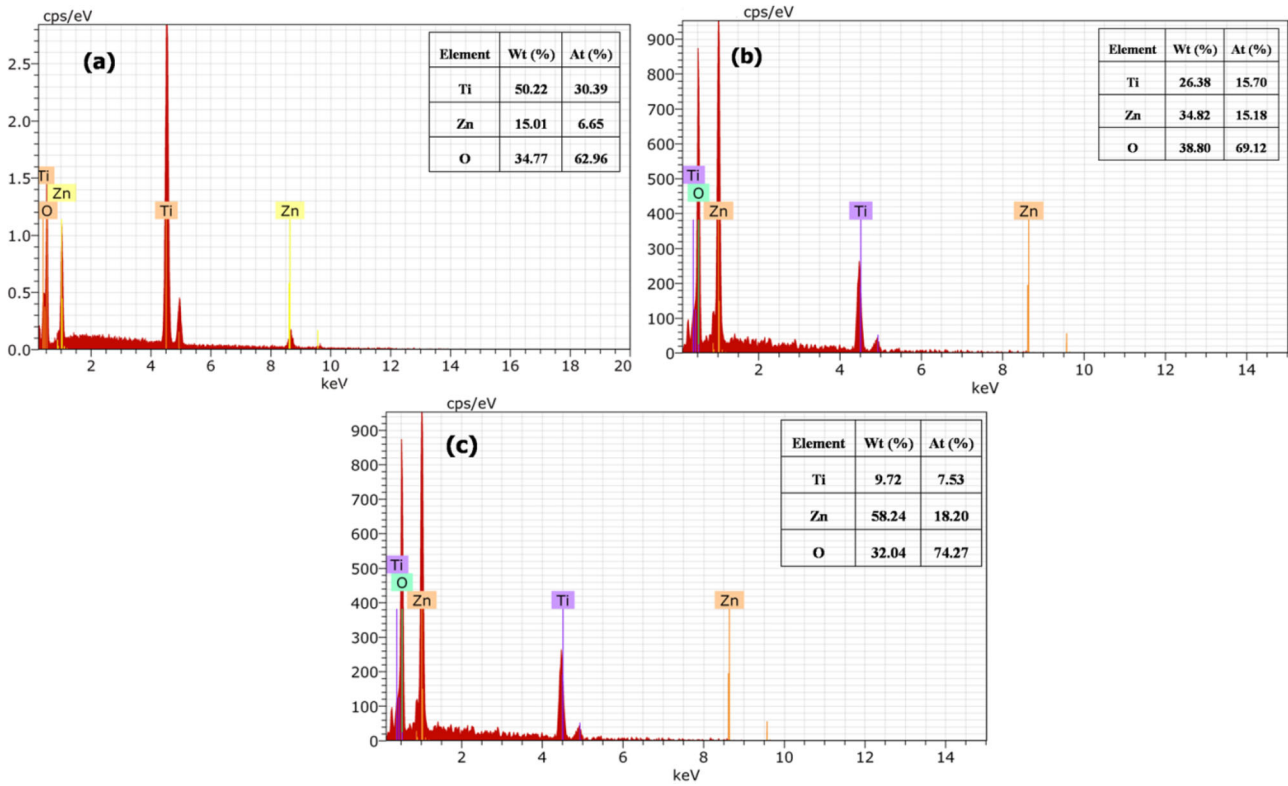 cps/eV
(a)
Element Wt (%) At (%)
Ti 50.22 30.39
Zn 15.01 6.65
O 34.77 62.96
2.5
2.0
1.5
1.0
0.5
0.0
Ti
Zn
O
Ti
Zn
2 4 6 8 10 12 14 16 18 20
keV
cps/eV
(b)
Element Wt (%) At (%)
Ti 26.38 15.70
Zn 34.82 15.18
O 38.80 69.12
900
800
700
600
500
400
300
200
100
0
Ti
O
Zn
Ti
Zn
2 4 6 8 10 12 14
keV
cps/eV
(c)
Element Wt (%) At (%)
Ti 9.72 7.53
Zn 58.24 18.20
O 32.04 74.27
900
800
700
600
500
400
300
200
100
0
Ti
O
Zn
Ti
Zn
2 4 6 8 10 12 14
keV